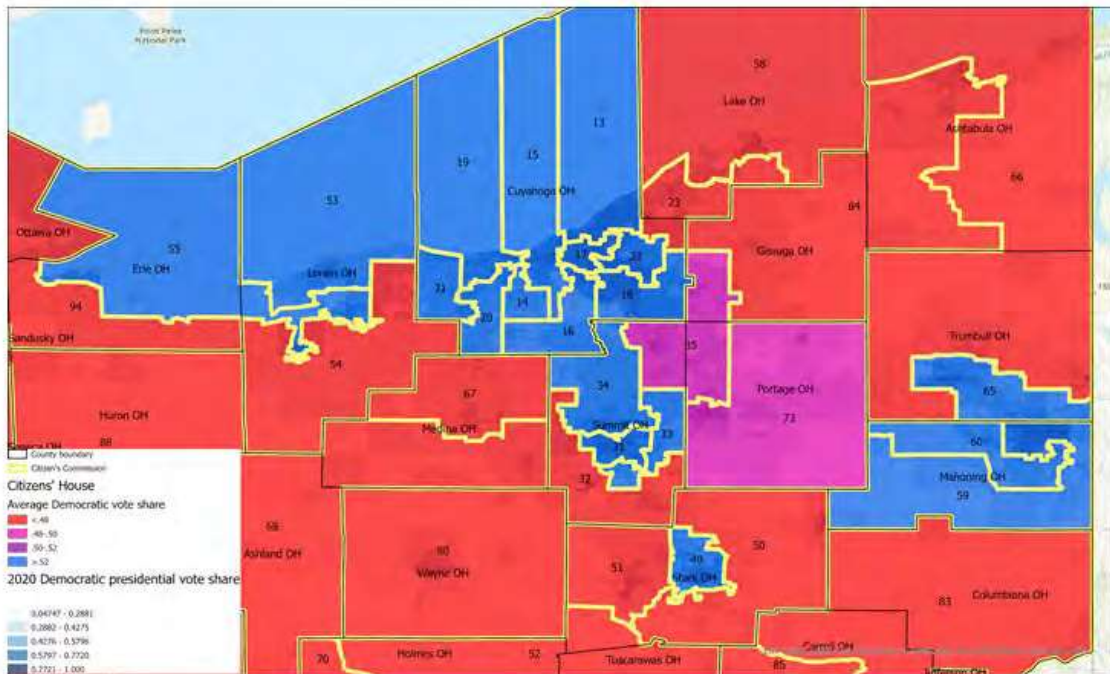 Point Pelee
National Park
58
Lake OH
13
Ashtabula OH
15
19
66
Cuyahoga OH
53
23
84
Ottawa OH
55
Geauga OH
Erie OH
Lorain OH
17
22
21
18
94
14
20
16
Sandusky OH
Trumbull OH
54
35
34
65
67
Portage OH
Huron OH
73
Summit OH
Medina OH
33
31
Seneca OH
88
60
County boundary
Mahoning OH
Citizen's Commission
32
59
Citizens' House
Average Democratic vote share
<.48
68
50
.48-.50
60
Ashland OH
49
.50-.52
51
Wayne OH
>.52
Stark OH
2020 Democratic presidential vote share
83
Columbiana OH
0.04747 - 0.2881
0.2882 - 0.4275
0.4276 - 0.5796
Carroll OH
0.5797 - 0.7720
70
Holmes OH
52
Tuscarawas OH
85
0.7721 - 1.000
Jefferson OH